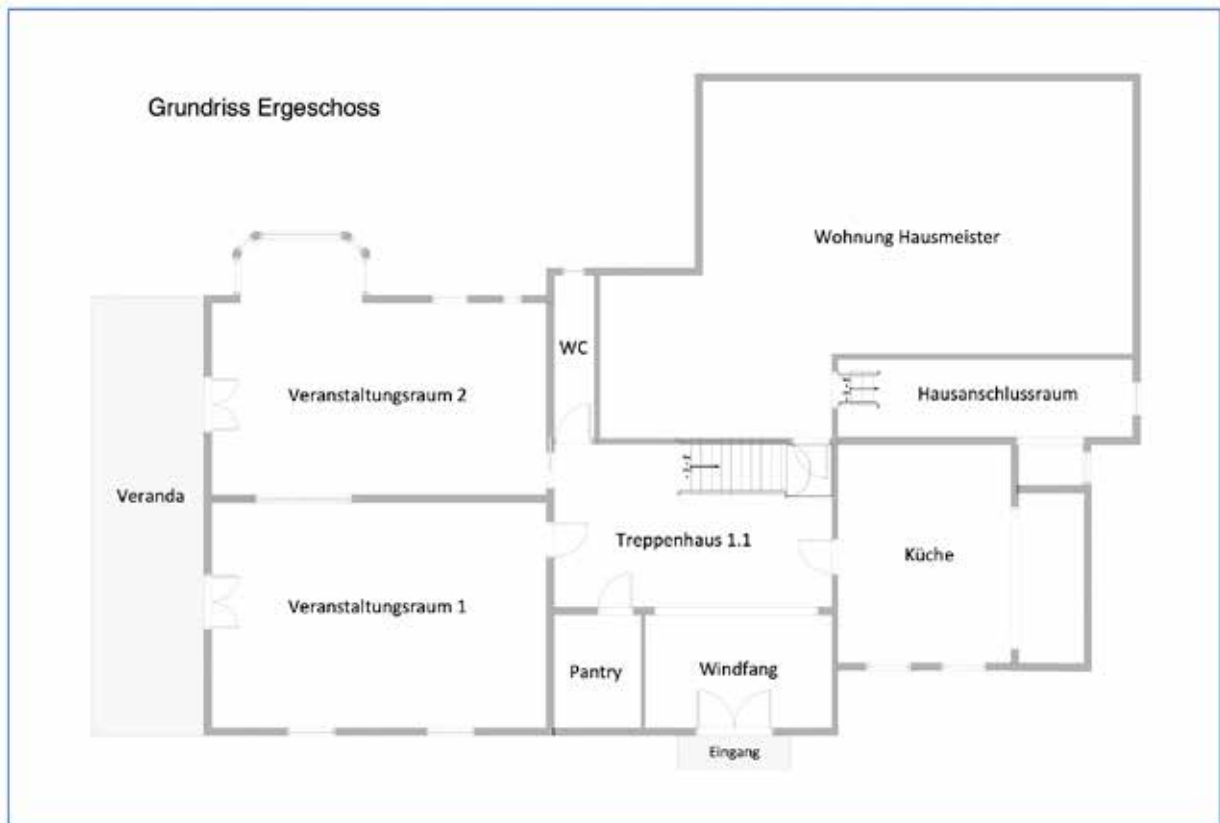 Grundriss Ergeschoss
Wohnung Hausmeister
WC
Veranstaltungsraum 2
Hausanschlussraum
Veranda
Treppenhaus 1.1
Küche
Veranstaltungsraum 1
Pantry
Windfang
Eingang